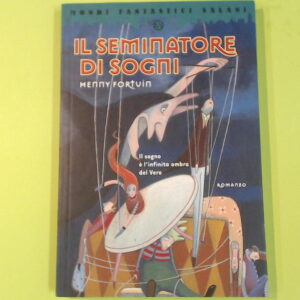 MONDI FANTASTICI SALANI
IL SEMINATORE
DI SOGNI
HENNY FORTUIN
Il sogno
è l'infinita ombra
del Vero
ROMANZO